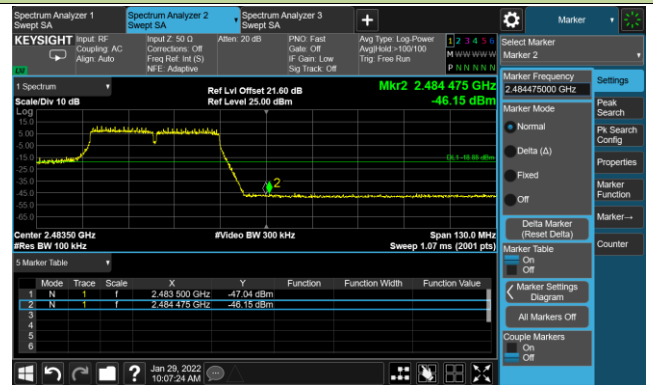 Spectrum Analyzer 1
Swept SA
Spectrum Analyzer 2
Swept SA
Spectrum Analyzer 3
Swept SA
+
Marker
KEYSIGHT
Input: RF
Coupling: AC
Align: Auto
Input Z: 50 Ω
Corrections: Off
Freq Ref: Int (S)
NFE: Adaptive
Atten: 20 dB
PNO: Fast
Gate: Off
IF Gain: Low
Sig Track: Off
Avg Type: Log-Power
Avg|Hold:>100/100
Trig: Free Run
1 2 3 4 5 6
M W W W W W
P N N N N N
Select Marker
Marker 2
1 Spectrum
Scale/Div 10 dB
Log
Ref Lvl Offset 21.60 dB
Ref Level 25.00 dBm
Mkr2 2.484 475 GHz
-46.15 dBm
15.0
5.00
-5.00
-15.0
-25.0
-35.0
-45.0
-55.0
-65.0
2
Center 2.48350 GHz
#Res BW 100 kHz
#Video BW 300 kHz
Span 130.0 MHz
Sweep 1.07 ms (2001 pts)
5 Marker Table
Mode Trace Scale X Y Function Function Width Function Value
1 N 1 f 2.483 500 GHz -47.04 dBm
2 N 1 f 2.484 475 GHz -46.15 dBm
3
4
5
6
Marker Frequency
2.484475000 GHz
Marker Mode
Normal
Delta (Δ)
Fixed
Off
Delta Marker
(Reset Delta)
Marker Table
On
Off
Marker Settings
Diagram
All Markers Off
Couple Markers
On
Off
Settings
Peak
Search
Pk Search
Config
Properties
Marker
Function
Marker→
Counter
?
Jan 29, 2022
10:07:24 AM